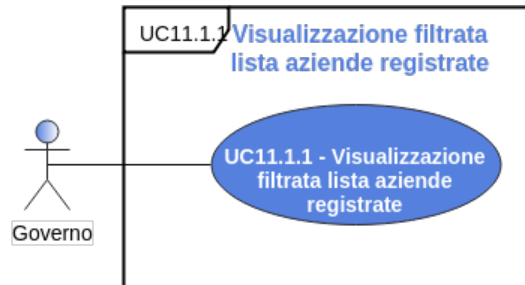 UC11.1.1 Visualizzazione filtrata
lista aziende registrate
UC11.1.1 - Visualizzazione
filtrata lista aziende
registrate
Governo